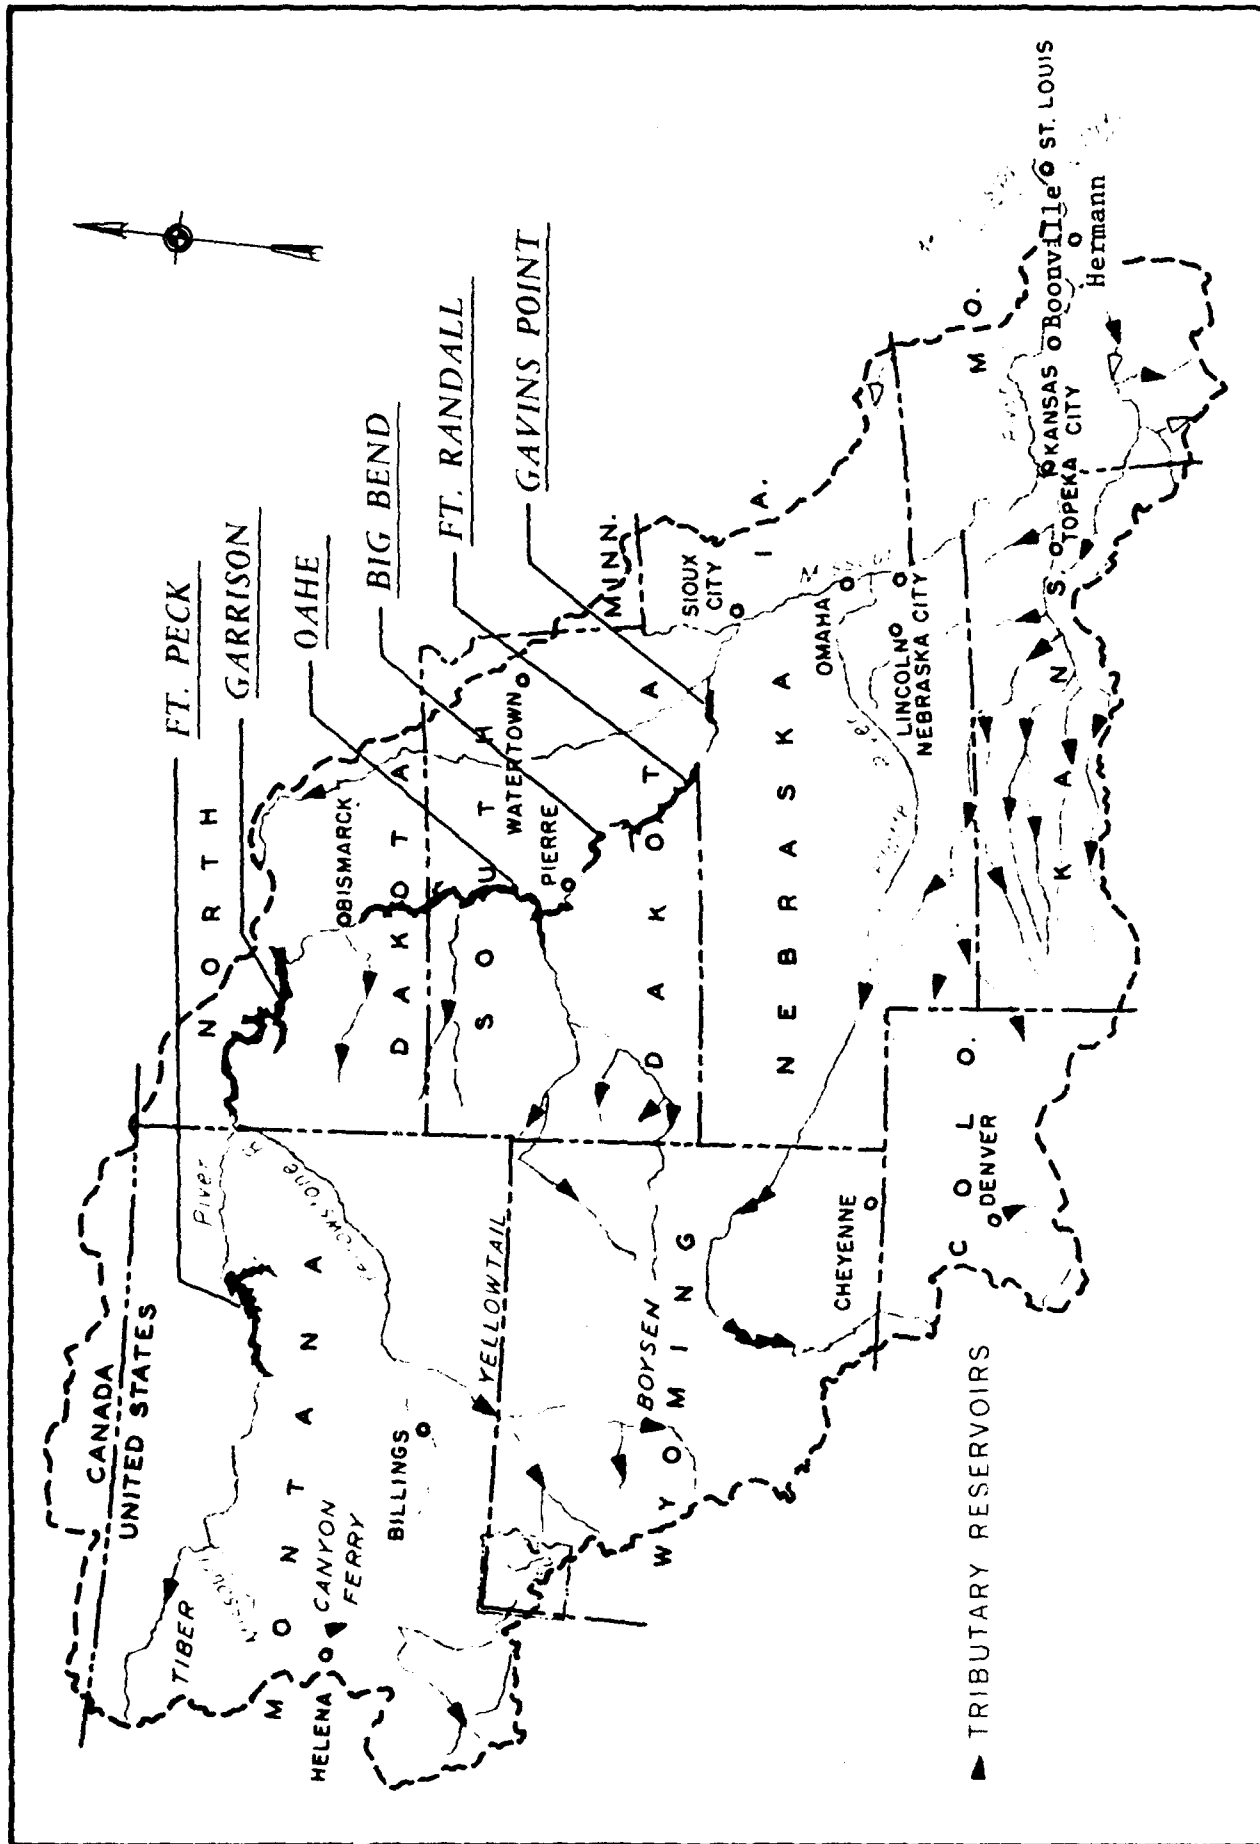 FT. PECK
GARRISON
OAHE
BIG BEND
FT. RANDALL
GAVINS POINT
CANADA
UNITED STATES
TIBER
River
NORTH
DAKOTA
MONTANA
HELENA
CANYON
FERRY
BILLINGS
YELLOWTAIL
BISMARCK
SOUTH
DAKOTA
WATERTOWN
PIERRE
MINN.
SIOUX
CITY
IA.
BOYSEN
WYOMING
CHEYENNE
NEBRASKA
OMAHA
LINCOLN
NEBRASKA CITY
COLO.
DENVER
KANSAS
TOPEKA
KANSAS
CITY
MO.
Boonville
ST. LOUIS
Hermann
TRIBUTARY RESERVOIRS